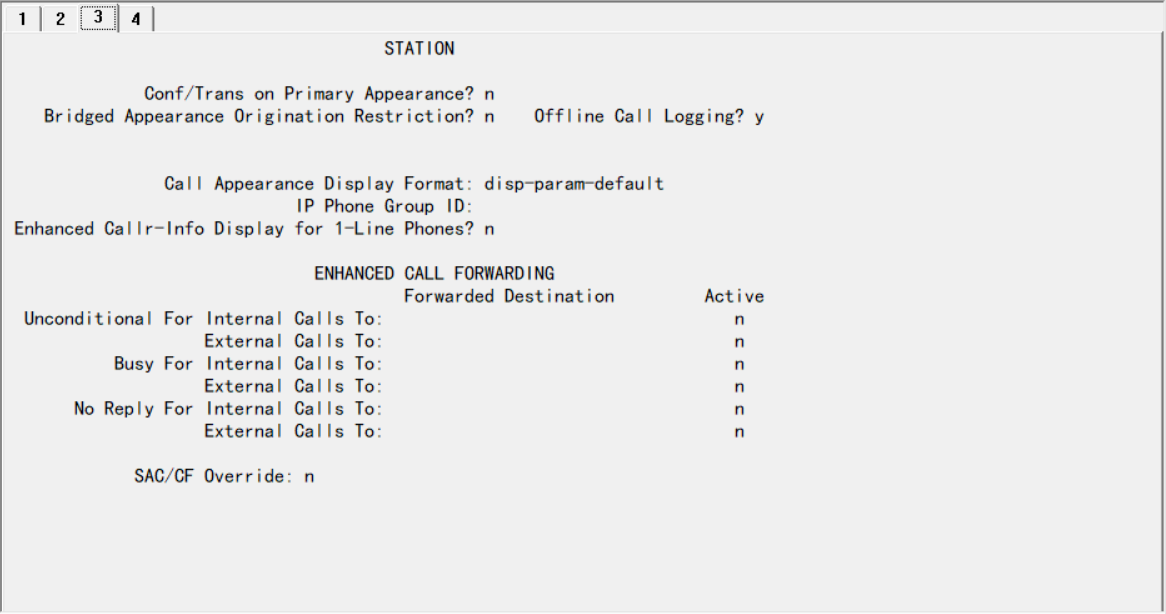 1 2 3 4
STATION
Conf/Trans on Primary Appearance? n
Bridged Appearance Origination Restriction? n Offline Call Logging? y
Call Appearance Display Format: disp-param-default
IP Phone Group ID:
Enhanced Callr-Info Display for 1-Line Phones? n
ENHANCED CALL FORWARDING
Forwarded Destination Active
Unconditional For Internal Calls To: n
External Calls To: n
Busy For Internal Calls To: n
External Calls To: n
No Reply For Internal Calls To: n
External Calls To: n
SAC/CF Override: n